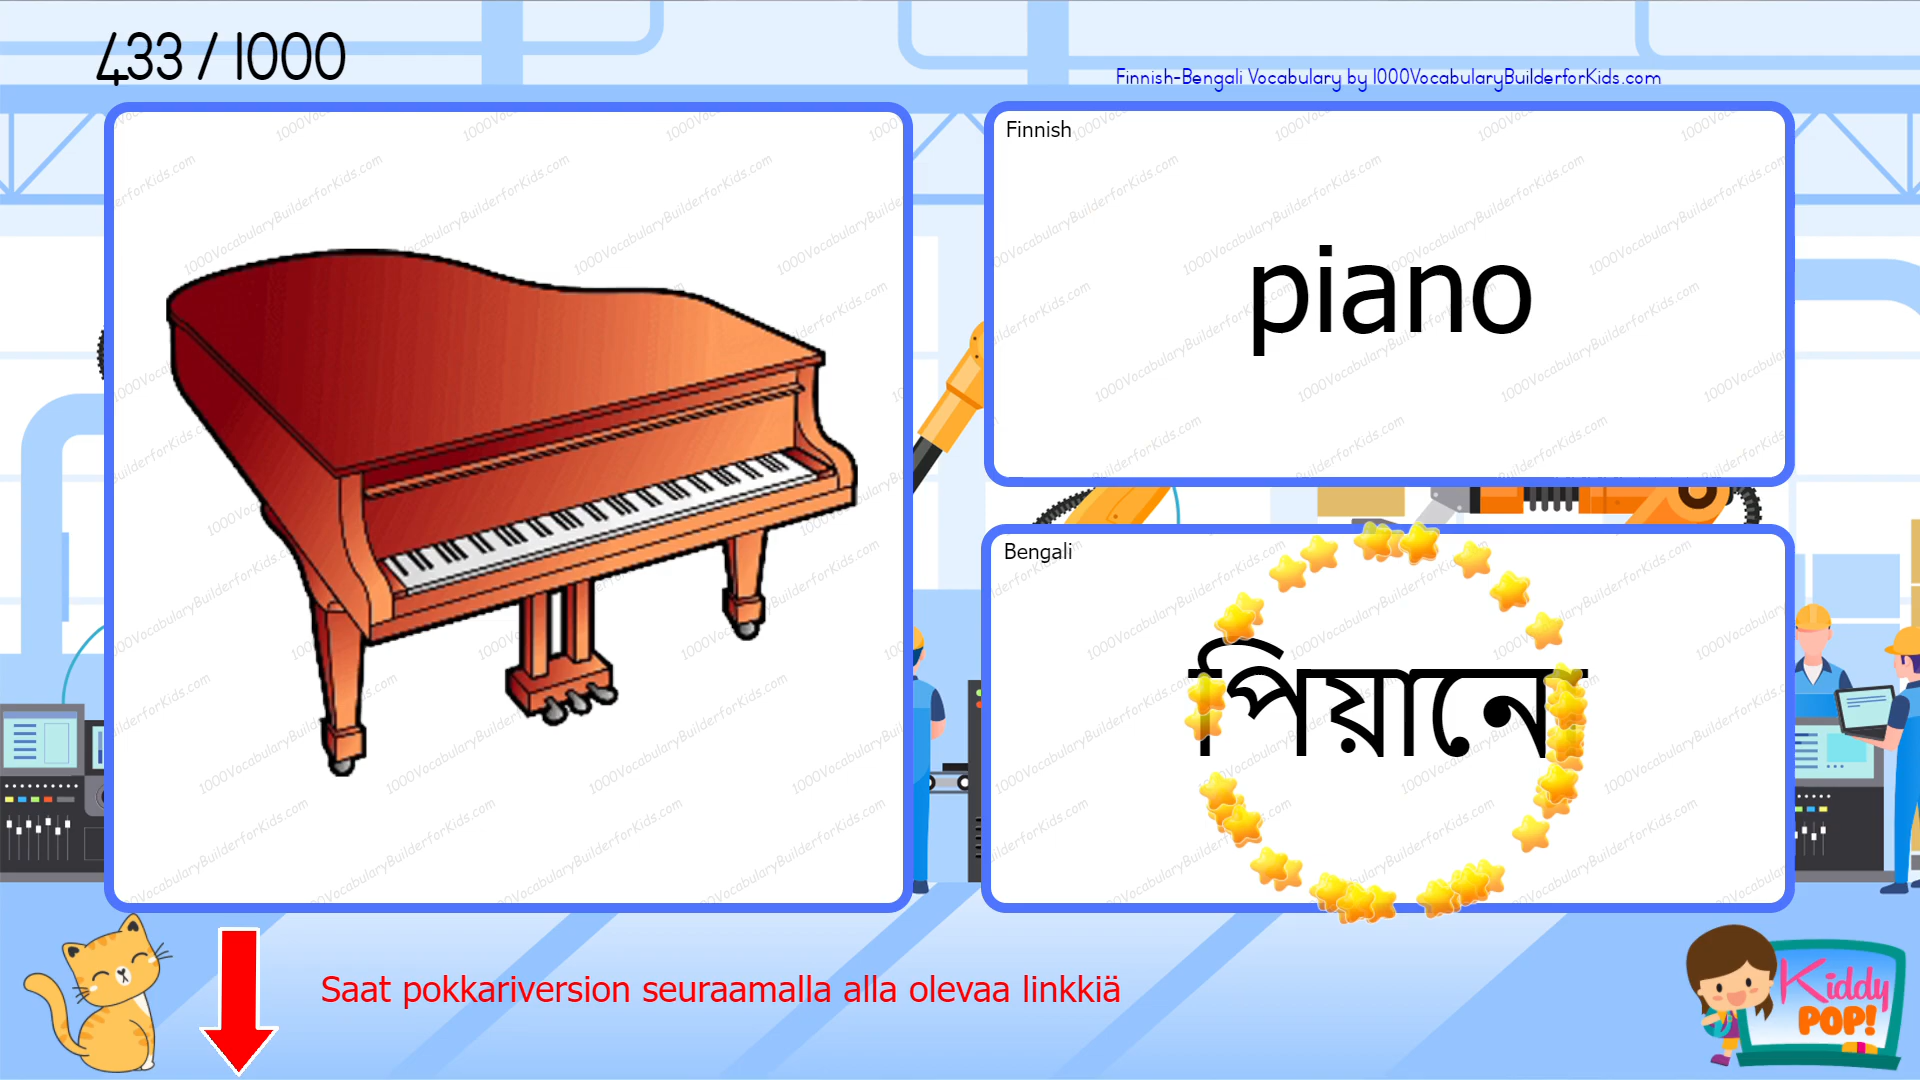 433 / 1000
Finnish-Bengali Vocabulary by 1000VocabularyBuilderforKids.com
Finnish
piano
Bengali
পিয়ানো
Saat pokkariversion seuraamalla alla olevaa linkkiä
Kiddy
POP!